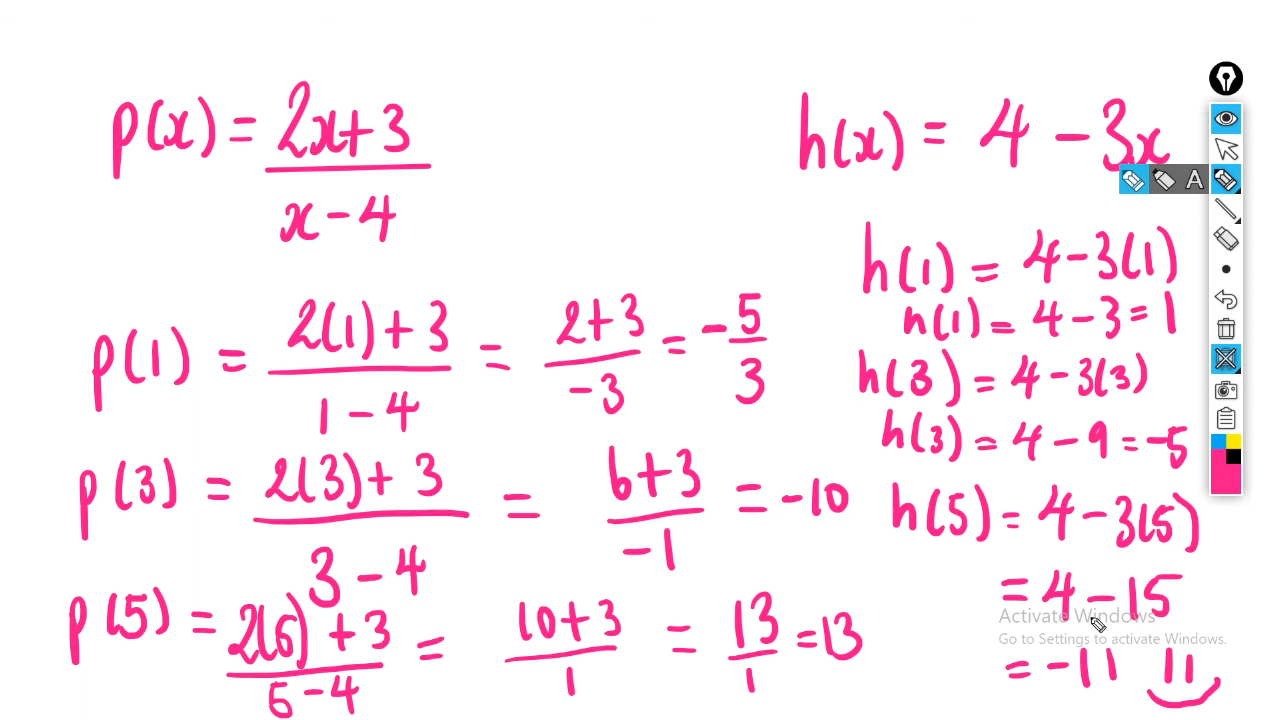 p(x) = 2x+3 / x-4
p(1) = 2(1)+3 / 1-4 = 2+3 / -3 = -5/3
p(3) = 2(3)+3 / 3-4 = 6+3 / -1 = -10
p(5) = 2(5)+3 / 5-4 = 10+3 / 1 = 13/1 = 13
h(x) = 4-3x
A
h(1) = 4-3(1)
h(1) = 4-3=1
h(3) = 4-3(3)
h(3) = 4-9=-5
h(5) = 4-3(5)
= 4-15
= -11
Activate Windows
Go to Settings to activate Windows.